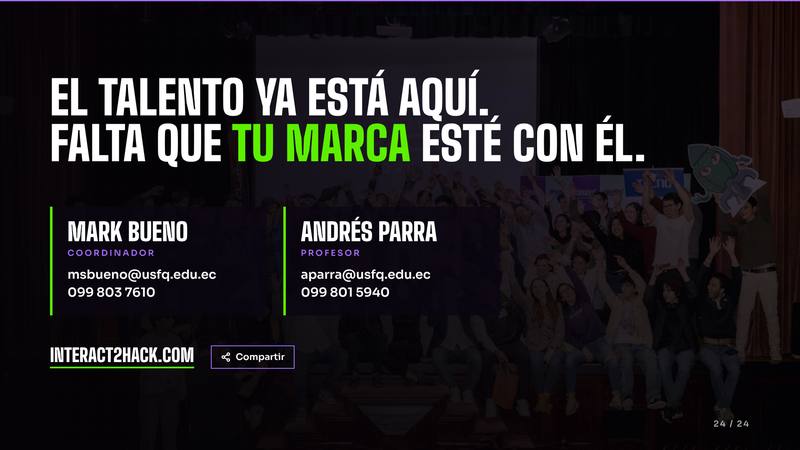 EL TALENTO YA ESTÁ AQUÍ.
FALTA QUE TU MARCA ESTÉ CON ÉL.
MARK BUENO
COORDINADOR
msbueno@usfq.edu.ec
099 803 7610
ANDRÉS PARRA
PROFESOR
aparra@usfq.edu.ec
099 801 5940
INTERACT2HACK.COM
Compartir
24 / 24